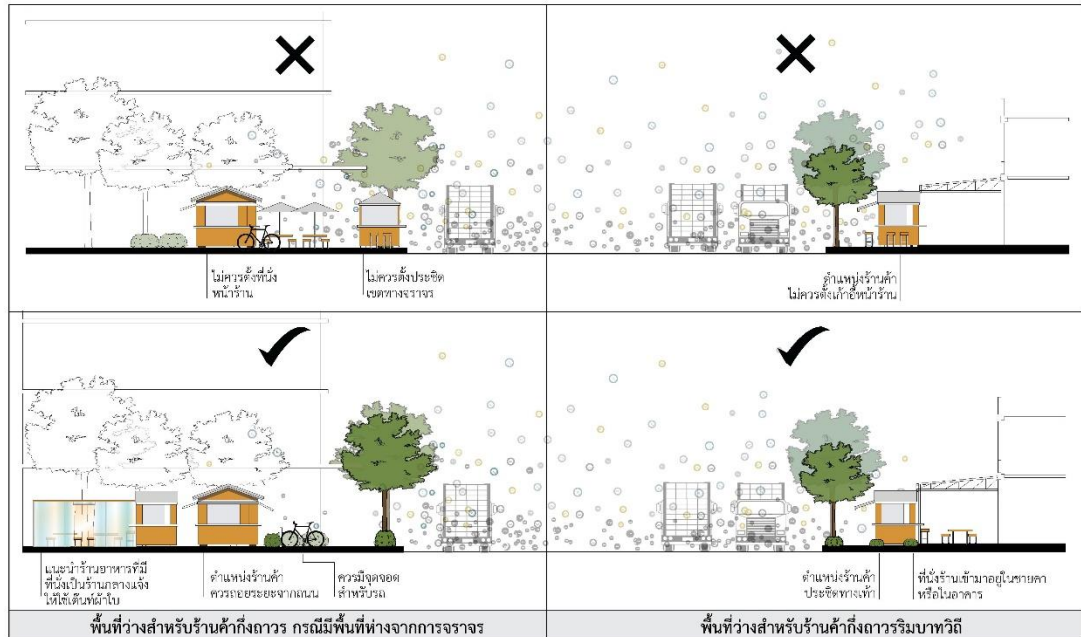 ไม่ควรตั้งที่นั่ง
หน้าร้าน
ไม่ควรตั้งประชิด
เขตทางจราจร
ตำแหน่งร้านค้า
ไม่ควรตั้งเก้าอี้หน้าร้าน
แนะนำร้านอาหารที่มี
ที่นั่งเป็นร้านกลางแจ้ง
ให้ใช้เต็นท์ผ้าใบ
ตำแหน่งร้านค้า
ควรถอยระยะจากถนน
ควรมีจุดจอด
สำหรับรถ
ตำแหน่งร้านค้า
ประชิดทางเท้า
ที่นั่งร้านเข้ามาอยู่ในชายคา
หรือในอาคาร
พื้นที่ว่างสำหรับร้านค้ากึ่งถาวร กรณีมีพื้นที่ห่างจากการจราจร
พื้นที่ว่างสำหรับร้านค้ากึ่งถาวรริมบาทวิถี